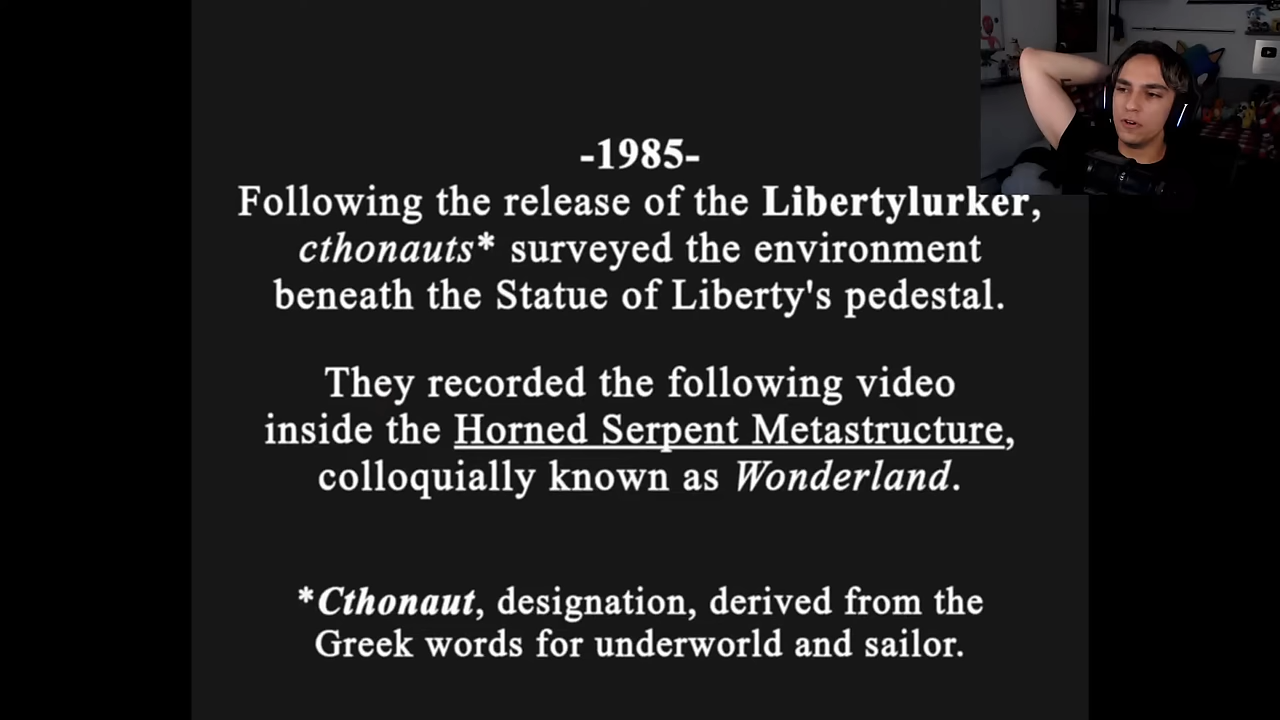 -1985-
Following the release of the Libertylurker,
cthonauts* surveyed the environment
beneath the Statue of Liberty's pedestal.
They recorded the following video
inside the Horned Serpent Metastructure,
colloquially known as Wonderland.
*Cthonaut, designation, derived from the
Greek words for underworld and sailor.